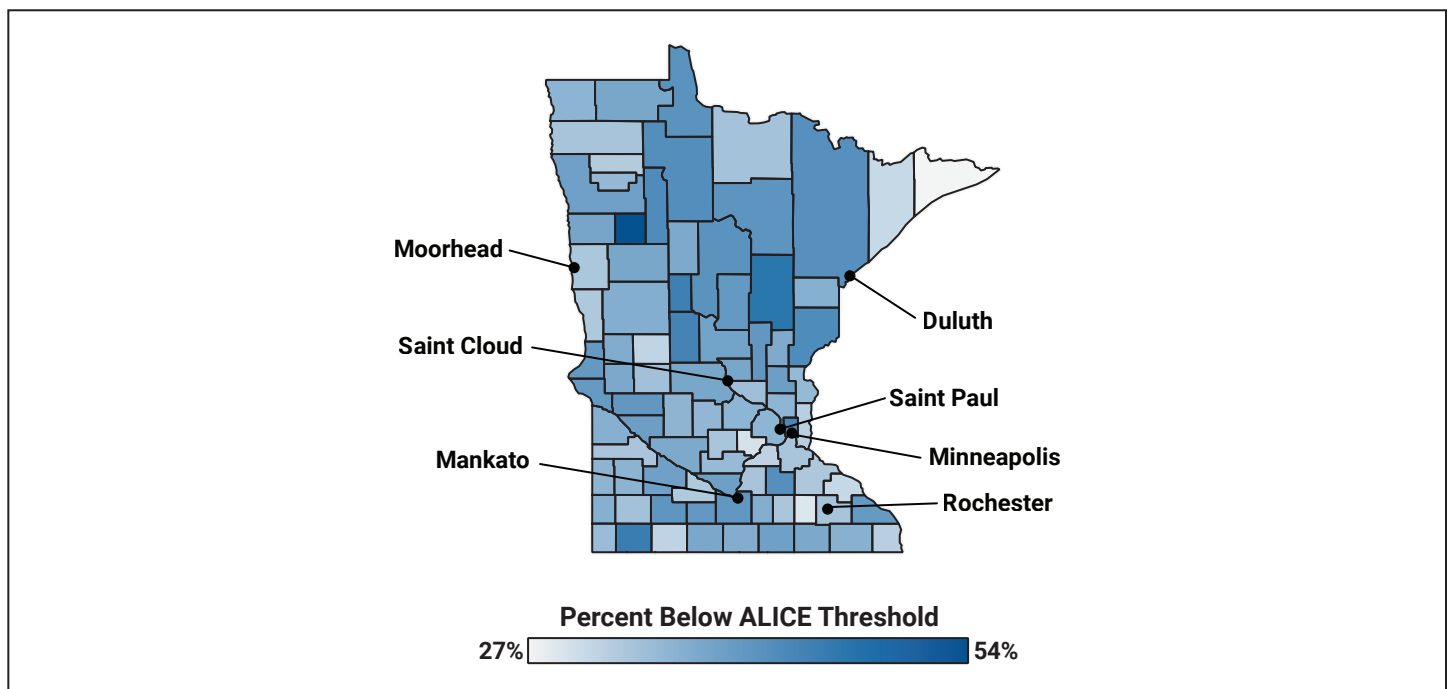 Moorhead
Duluth
Saint Cloud
Saint Paul
Minneapolis
Mankato
Rochester
Percent Below ALICE Threshold
27% 54%